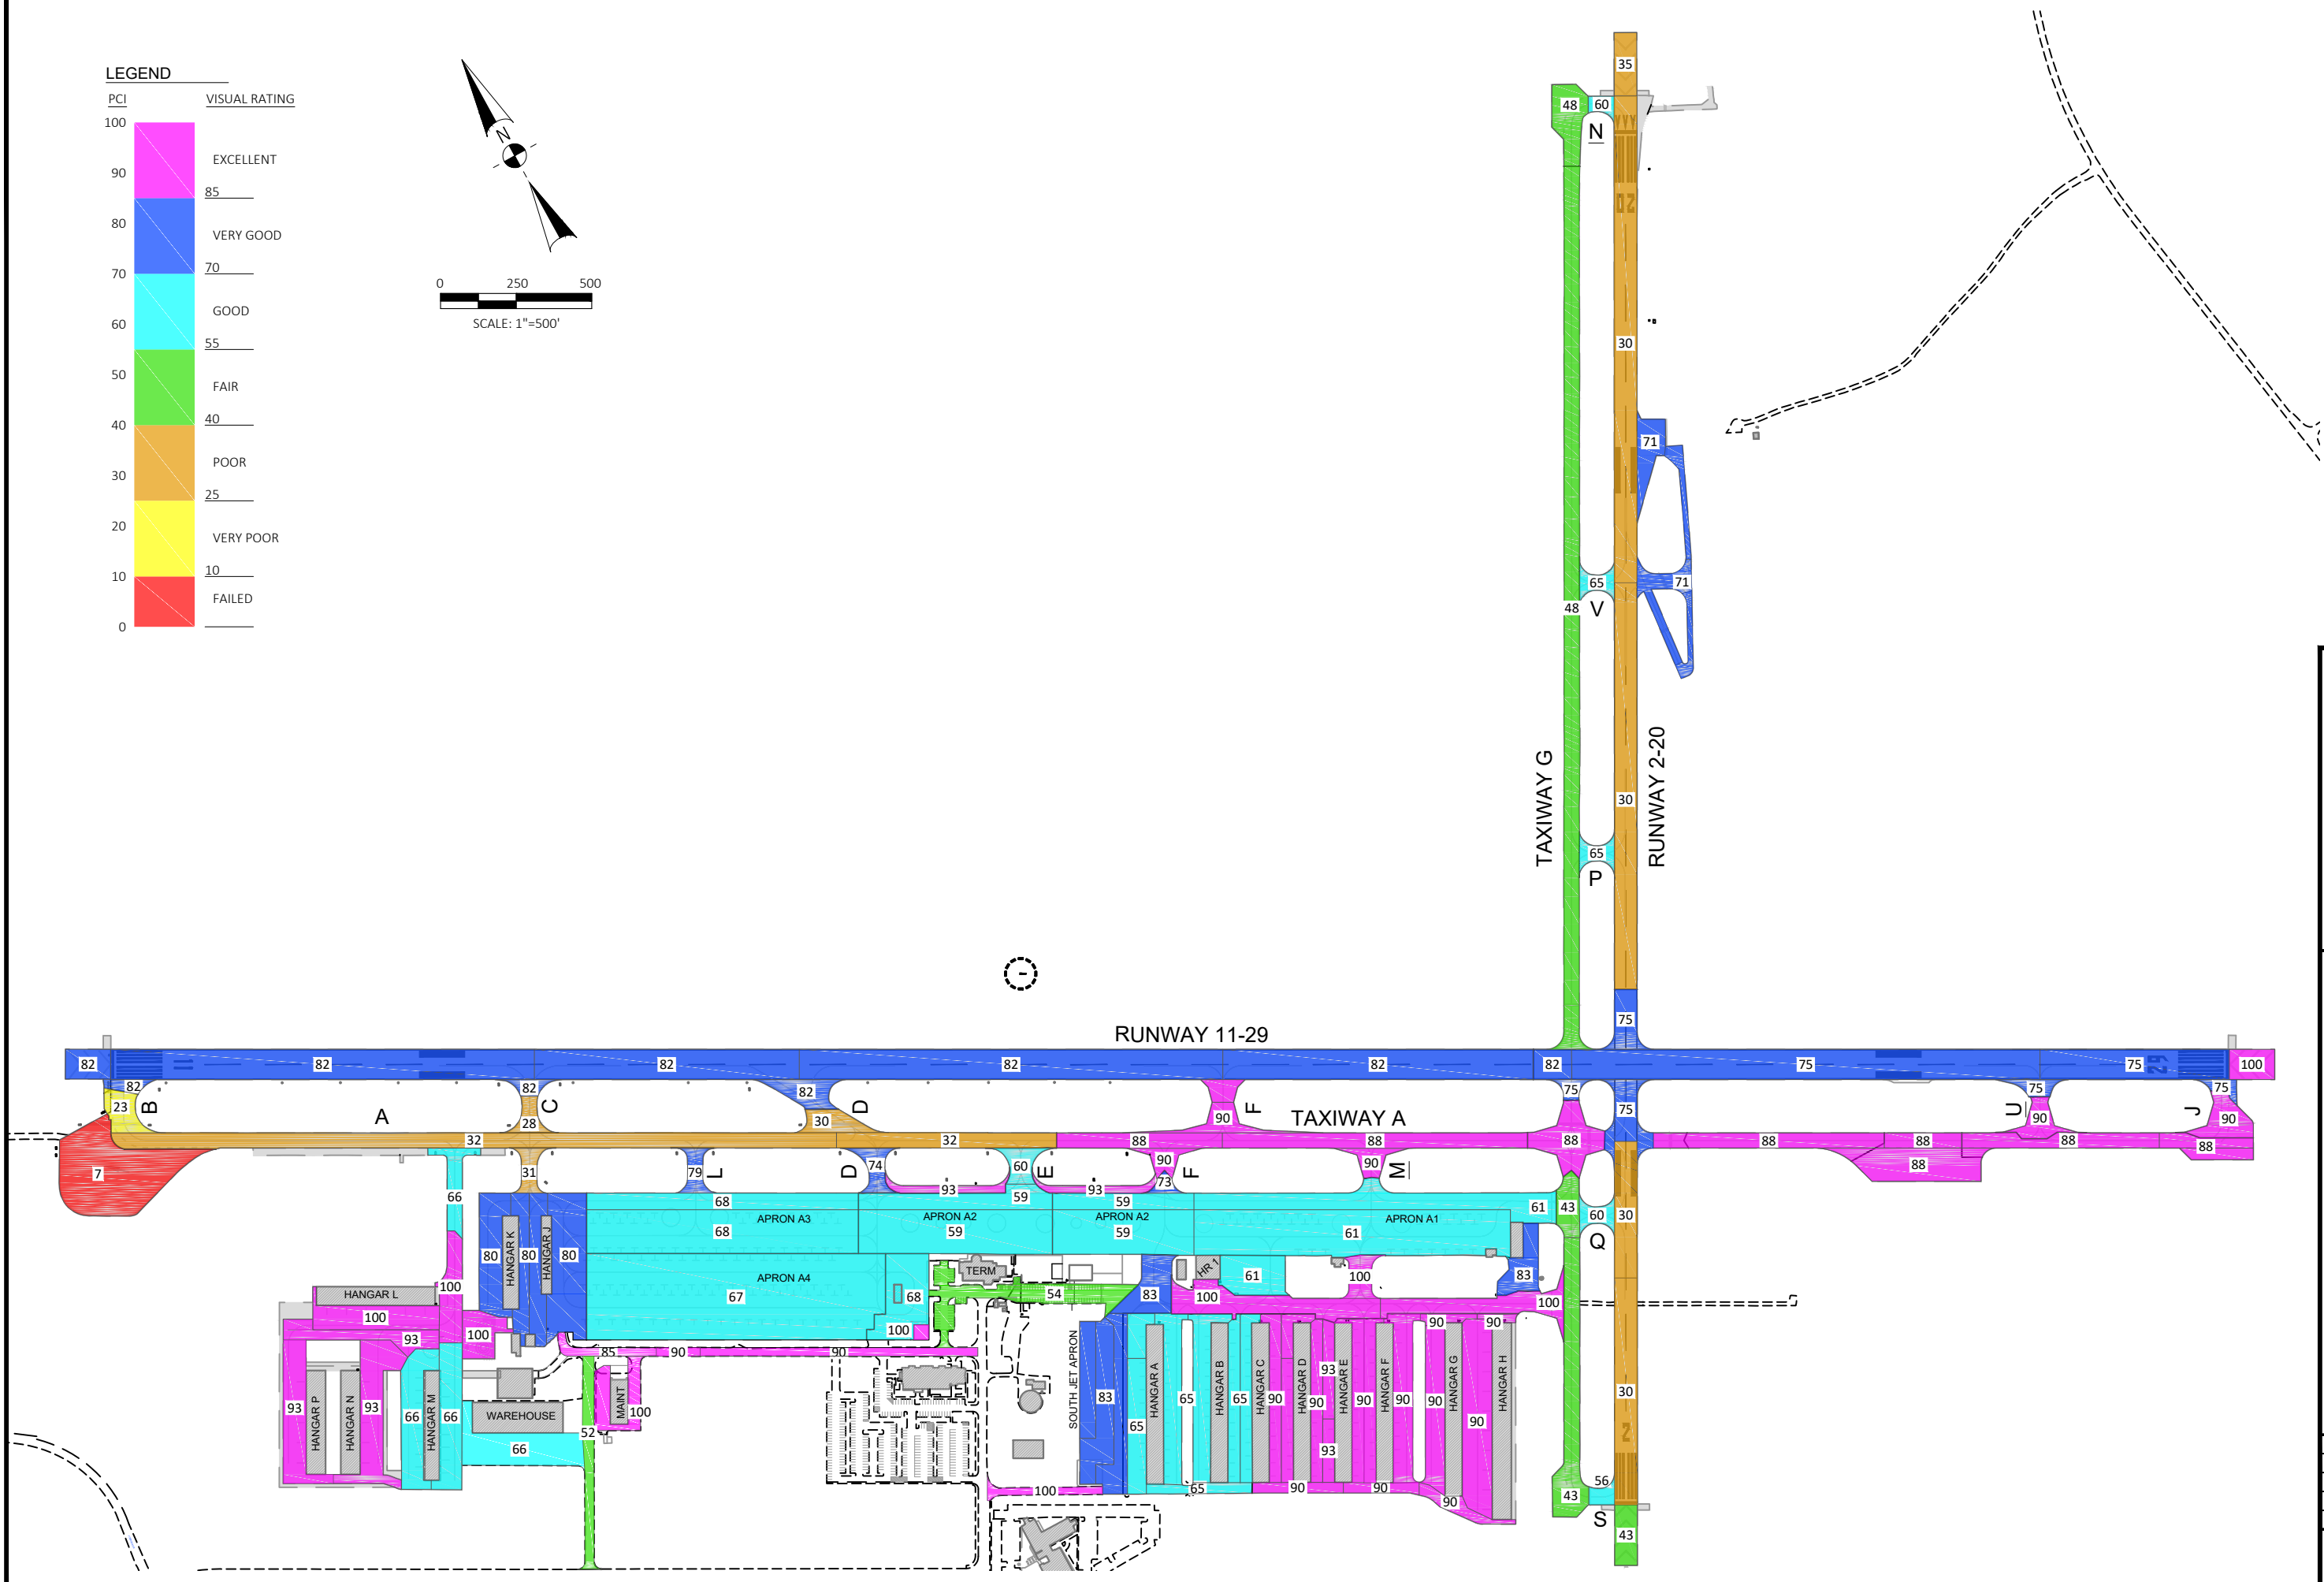 LEGEND
PCI VISUAL RATING
100
EXCELLENT
90
85
80
VERY GOOD
70 70
GOOD
60
55
50
FAIR
40 40
POOR
30
25
20
VERY POOR
10 10
FAILED
0
N
0 250 500
SCALE: 1"=500'
35
48 60
N
20
30
71
65 71
48 V
30
TAXIWAY G
RUNWAY 2-20
65
P
75
RUNWAY 11-29
82 11 82 82 82 82 82 75 75 29 100
82 82 82 75 75 75
23 B A 28 C 30 D 90 F TAXIWAY A 75 U 90 J 90
32 32 88 88 88 88 88 88 88
7 31 79 L D 74 60 E 90 F 90 M 88
93 93 73
66 68 59 59 61 43 60 30
APRON A3 APRON A2 APRON A2 APRON A1
68 59 59 61 Q
80 HANGAR K 80 HANGAR J 80
TERM HR 1 61 100 83
APRON A4
100 67 68 54 83 100 100
HANGAR L
100 100 100
93 85 90 90 90 90
SOUTH JET APRON
HANGAR P HANGAR N HANGAR M
93 93 66 66
WAREHOUSE
66 52
MAINT 100
83 65 HANGAR A 65 HANGAR B 65 HANGAR C 90 HANGAR D 90 93 93 HANGAR E 90 HANGAR F 90 90 HANGAR G 90 HANGAR H
30
2
100 65 90 90 90
43 56
S
43